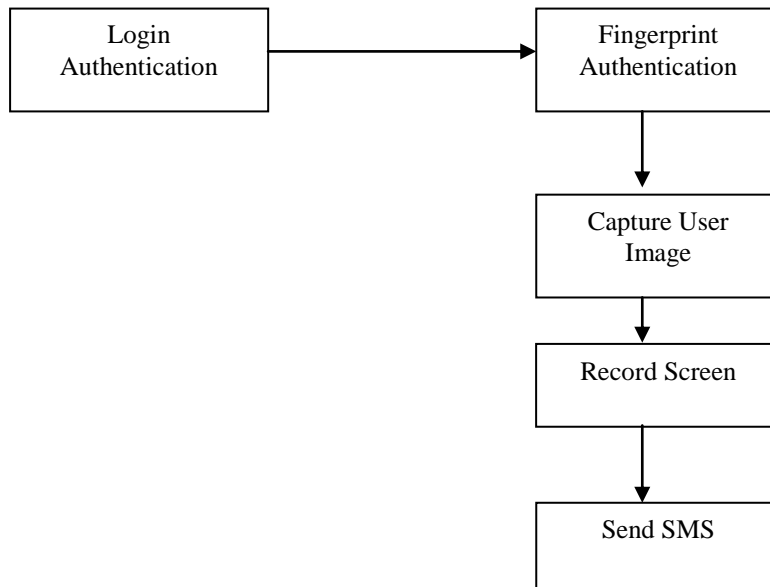 Login
Authentication
Fingerprint
Authentication
Capture User
Image
Record Screen
Send SMS